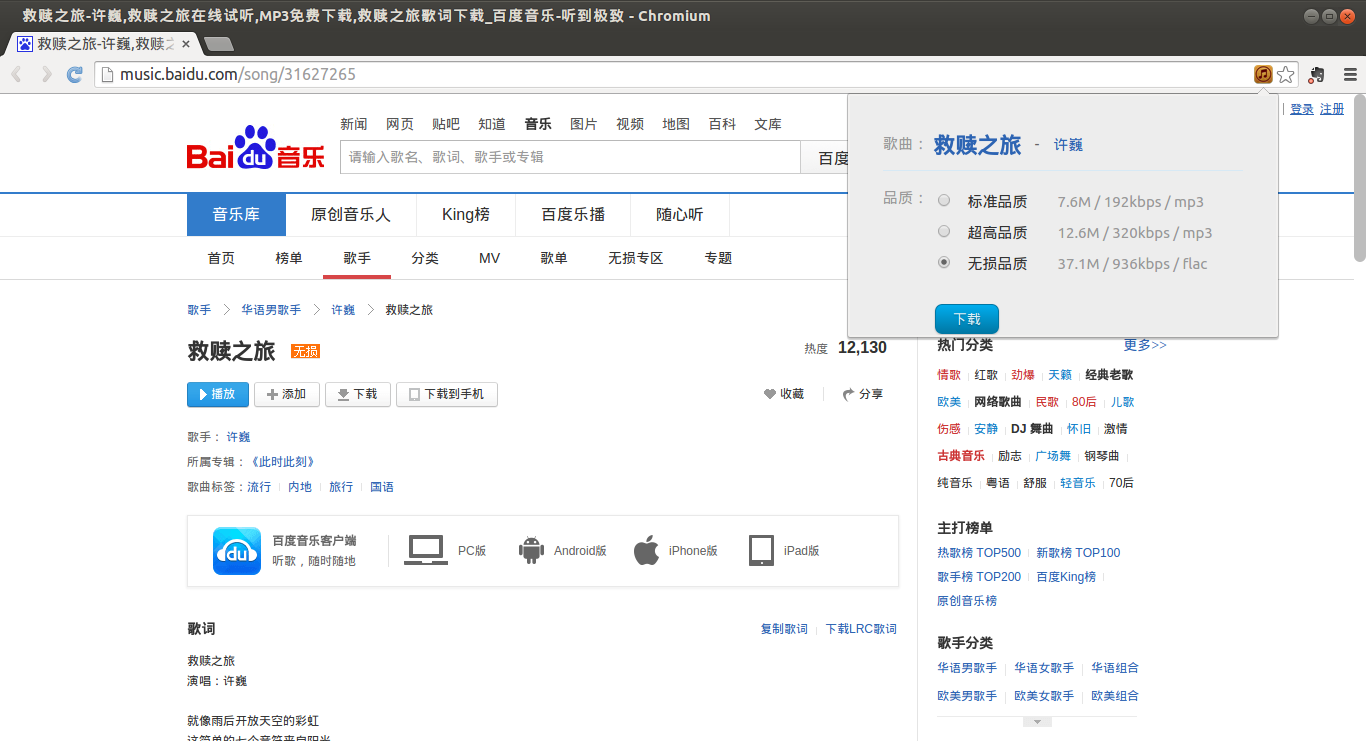 救赎之旅-许巍,救赎之旅在线试听,MP3免费下载,救赎之旅歌词下载_百度音乐-听到极致 - Chromium
救赎之旅-许巍,救赎之
music.baidu.com/song/31627265
登录 注册
新闻 网页 贴吧 知道 音乐 图片 视频 地图 百科 文库
Bai du 音乐
请输入歌名、歌词、歌手或专辑 百度
歌曲： 救赎之旅 - 许巍
品质： 标准品质 7.6M / 192kbps / mp3
超高品质 12.6M / 320kbps / mp3
无损品质 37.1M / 936kbps / flac
下载
音乐库 原创音乐人 King榜 百度乐播 随心听
首页 榜单 歌手 分类 MV 歌单 无损专区 专题
歌手 华语男歌手 许巍 救赎之旅
救赎之旅 无损 热度 12,130
播放 添加 下载 下载到手机 收藏 分享
歌手： 许巍
所属专辑：《此时此刻》
歌曲标签：流行 内地 旅行 国语
du 百度音乐客户端
听歌，随时随地
PC版 Android版 iPhone版 iPad版
歌词 复制歌词 下载LRC歌词
救赎之旅
演唱：许巍
就像雨后开放天空的彩虹
这简单的七个音符来自阳光
热门分类 更多>>
情歌 红歌 劲爆 天籁 经典老歌
欧美 网络歌曲 民歌 80后 儿歌
伤感 安静 DJ 舞曲 怀旧 激情
古典音乐 励志 广场舞 钢琴曲
纯音乐 粤语 舒服 轻音乐 70后
主打榜单
热歌榜 TOP500 新歌榜 TOP100
歌手榜 TOP200 百度King榜
原创音乐榜
歌手分类
华语男歌手 华语女歌手 华语组合
欧美男歌手 欧美女歌手 欧美组合